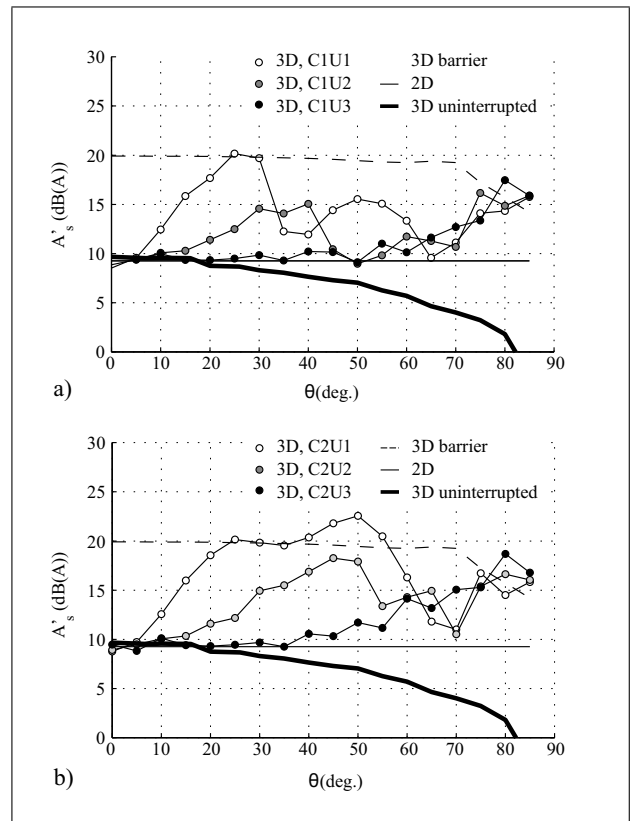 30
25
20
15
10
5
0
A's (dB(A)
3D, C1U1
3D, C1U2
3D, C1U3
3D barrier
2D
3D uninterrupted
0 10 20 30 40 50 60 70 80 90
a)
θ(deg.)
30
25
20
15
10
5
0
A's (dB(A)
3D, C2U1
3D, C2U2
3D, C2U3
3D barrier
2D
3D uninterrupted
0 10 20 30 40 50 60 70 80 90
b)
θ(deg.)